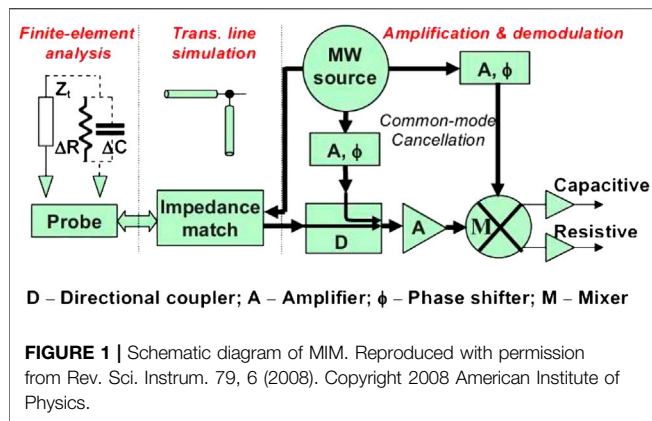 Finite-element analysis
Trans. line simulation
Amplification & demodulation
MW source
A, ϕ
Z_t
ΔR
ΔC
A, ϕ
Common-mode Cancellation
Probe
Impedance match
D
A
M
Capacitive
Resistive
D – Directional coupler; A – Amplifier; ϕ – Phase shifter; M – Mixer
FIGURE 1 | Schematic diagram of MIM. Reproduced with permission
from Rev. Sci. Instrum. 79, 6 (2008). Copyright 2008 American Institute of
Physics.